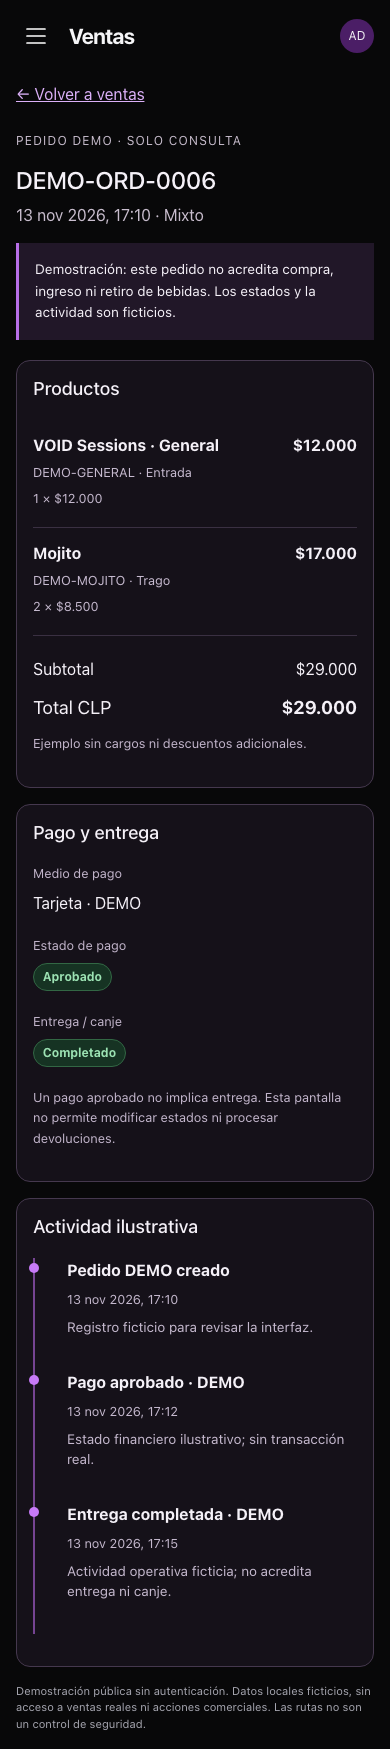 Ventas
AD
← Volver a ventas
PEDIDO DEMO · SOLO CONSULTA
DEMO-ORD-0006
13 nov 2026, 17:10 · Mixto
Demostración: este pedido no acredita compra,
ingreso ni retiro de bebidas. Los estados y la
actividad son ficticios.
Productos
VOID Sessions · General $12.000
DEMO-GENERAL · Entrada
1 × $12.000
Mojito $17.000
DEMO-MOJITO · Trago
2 × $8.500
Subtotal $29.000
Total CLP $29.000
Ejemplo sin cargos ni descuentos adicionales.
Pago y entrega
Medio de pago
Tarjeta · DEMO
Estado de pago
Aprobado
Entrega / canje
Completado
Un pago aprobado no implica entrega. Esta pantalla
no permite modificar estados ni procesar
devoluciones.
Actividad ilustrativa
Pedido DEMO creado
13 nov 2026, 17:10
Registro ficticio para revisar la interfaz.
Pago aprobado · DEMO
13 nov 2026, 17:12
Estado financiero ilustrativo; sin transacción
real.
Entrega completada · DEMO
13 nov 2026, 17:15
Actividad operativa ficticia; no acredita
entrega ni canje.
Demostración pública sin autenticación. Datos locales ficticios, sin
acceso a ventas reales ni acciones comerciales. Las rutas no son
un control de seguridad.